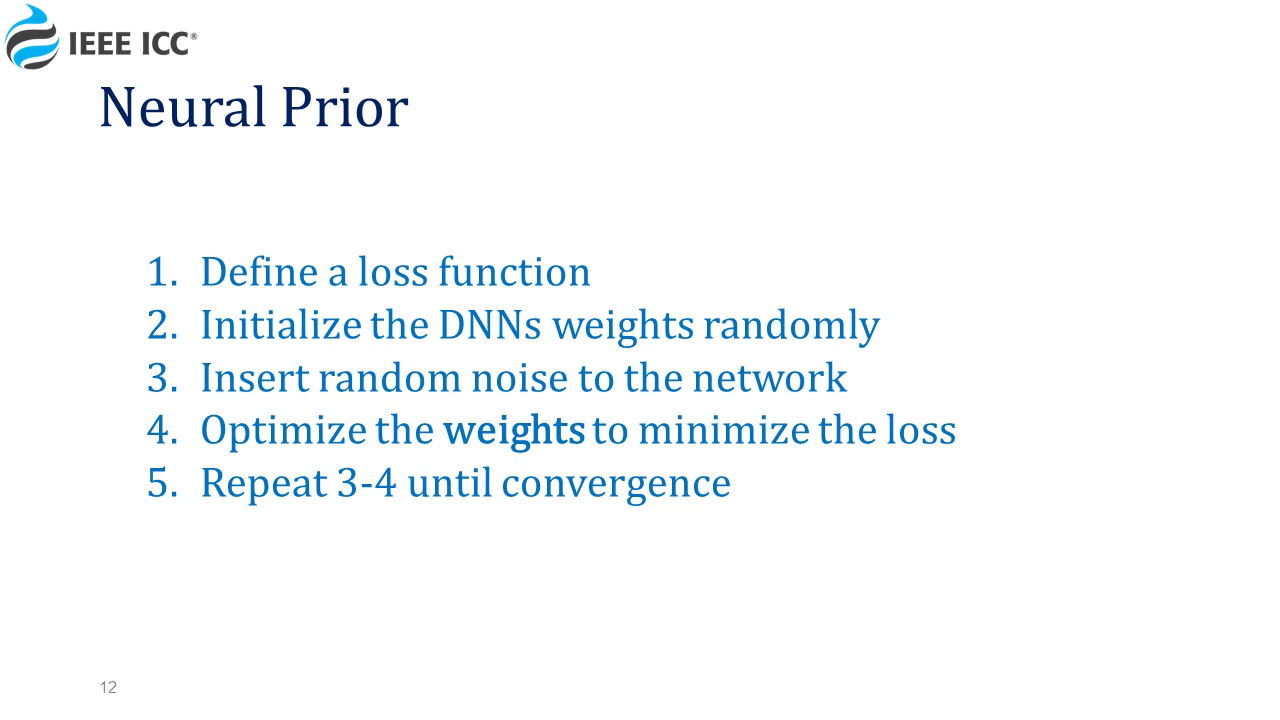 IEEE ICC®
Neural Prior
1. Define a loss function
2. Initialize the DNNs weights randomly
3. Insert random noise to the network
4. Optimize the weights to minimize the loss
5. Repeat 3-4 until convergence
12